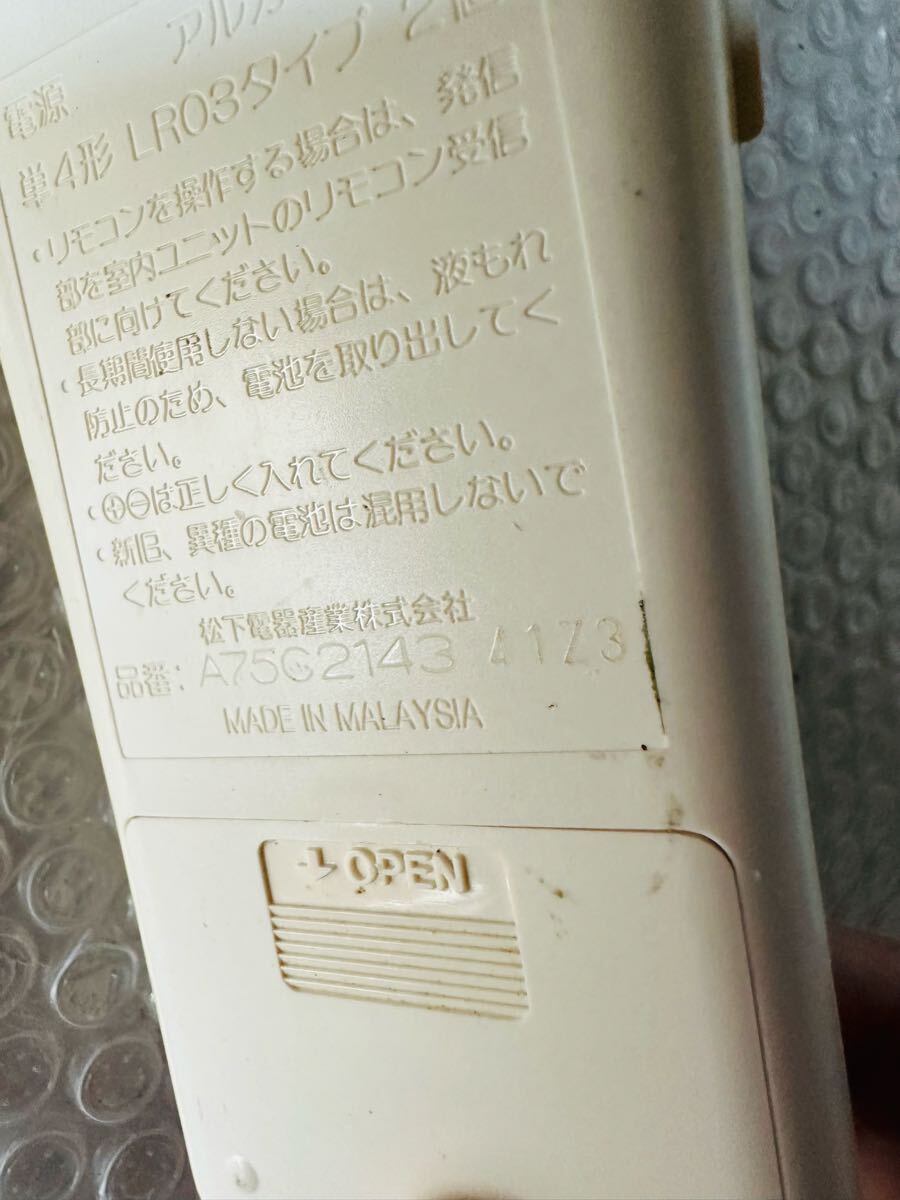 電源 アルカ
単4形 LR03タイプ 2個
・リモコンを操作する場合は、発信
部を室内ユニットのリモコン受信
部に向けてください。
・長期間使用しない場合は、液もれ
防止のため、電池を取り出してく
ださい。
・⊕⊖は正しく入れてください。
・新旧、異種の電池は混用しないで
ください。
松下電器産業株式会社
品番: A75C2143 41Z3
MADE IN MALAYSIA
OPEN